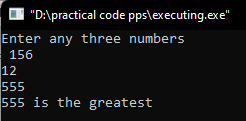 "D:\practical code pps\executing.exe"
Enter any three numbers
 156
12
555
555 is the greatest